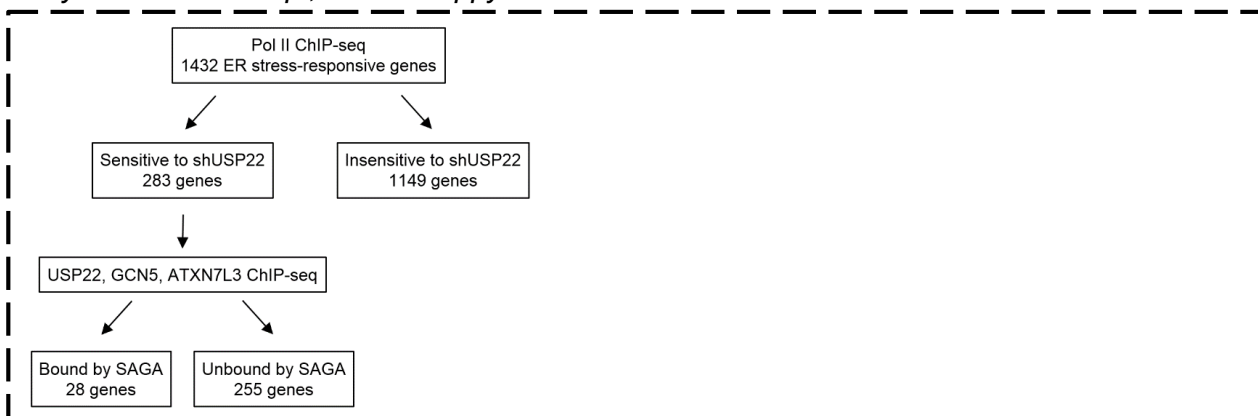 Pol II ChIP-seq
1432 ER stress-responsive genes
Sensitive to shUSP22
283 genes
Insensitive to shUSP22
1149 genes
USP22, GCN5, ATXN7L3 ChIP-seq
Bound by SAGA
28 genes
Unbound by SAGA
255 genes